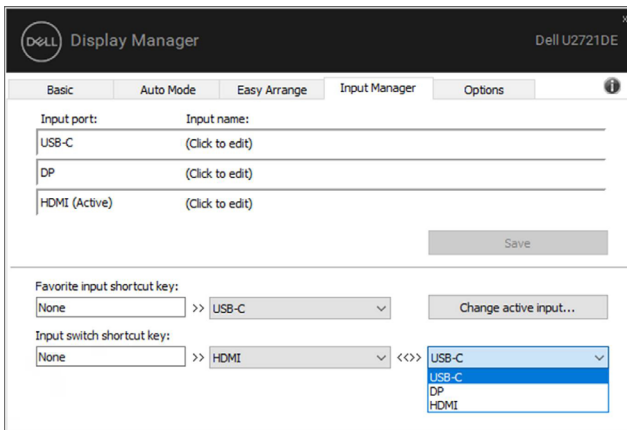 DELL Display Manager Dell U2721DE
Basic Auto Mode Easy Arrange Input Manager Options
Input port: Input name:
USB-C (Click to edit)
DP (Click to edit)
HDMI (Active) (Click to edit)
Save
Favorite input shortcut key:
None >> USB-C Change active input...
Input switch shortcut key:
None >> HDMI <<>> USB-C
USB-C
DP
HDMI